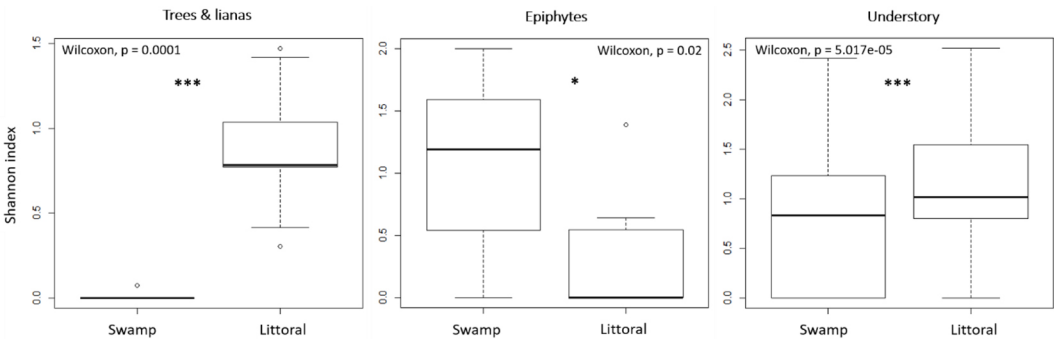 Trees & lianas
Wilcoxon, p = 0.0001
***
Shannon index
1.5
1.0
0.5
0.0
Swamp Littoral
Epiphytes
Wilcoxon, p = 0.02
*
2.0
1.5
1.0
0.5
0.0
Swamp Littoral
Understory
Wilcoxon, p = 5.017e-05
***
2.5
2.0
1.5
1.0
0.5
0.0
Swamp Littoral